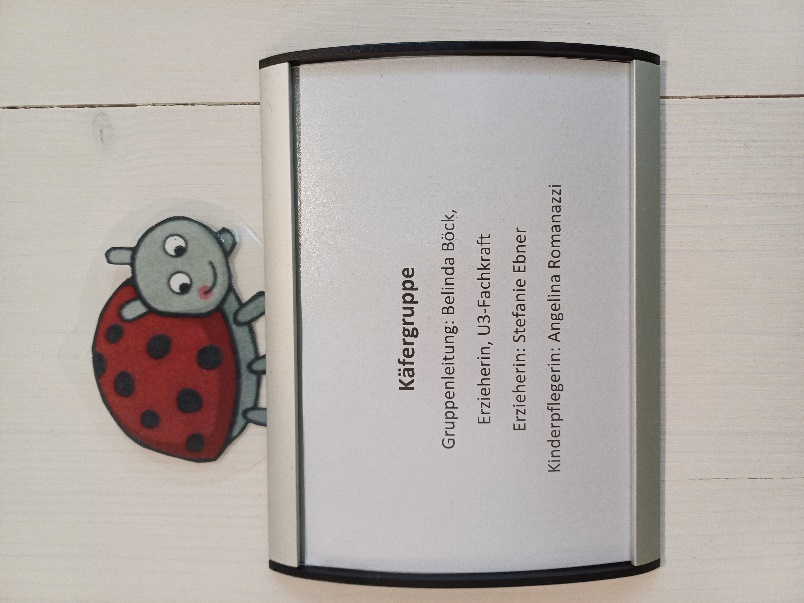 Käfergruppe
Gruppenleitung: Belinda Böck,
Erzieherin, U3-Fachkraft
Erzieherin: Stefanie Ebner
Kinderpflegerin: Angelina Romanazzi